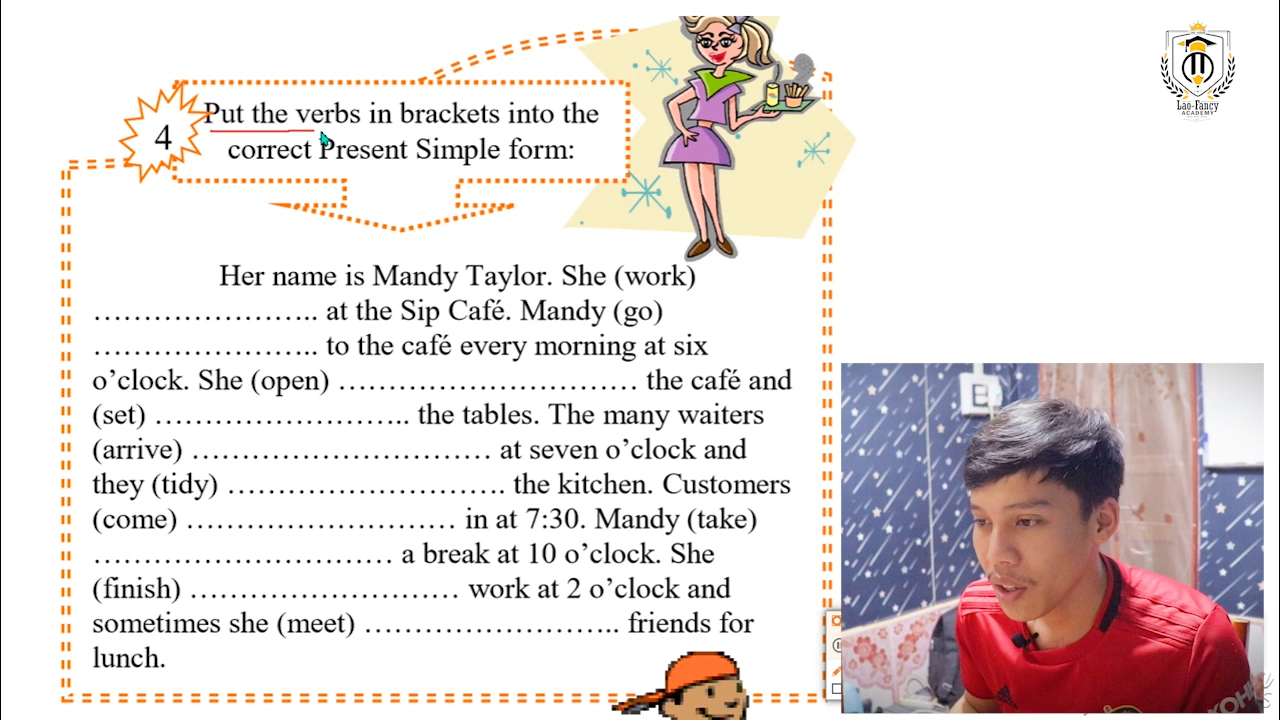 4
Put the verbs in brackets into the
correct Present Simple form:
Her name is Mandy Taylor. She (work)
………………….. at the Sip Café. Mandy (go)
………………….. to the café every morning at six
o’clock. She (open) ………………………… the café and
(set) …………………….. the tables. The many waiters
(arrive) ………………………… at seven o’clock and
they (tidy) ………………………. the kitchen. Customers
(come) ……………………… in at 7:30. Mandy (take)
………………………… a break at 10 o’clock. She
(finish) ……………………… work at 2 o’clock and
sometimes she (meet) …………………….. friends for
lunch.
Lao-Fancy
ACADEMY